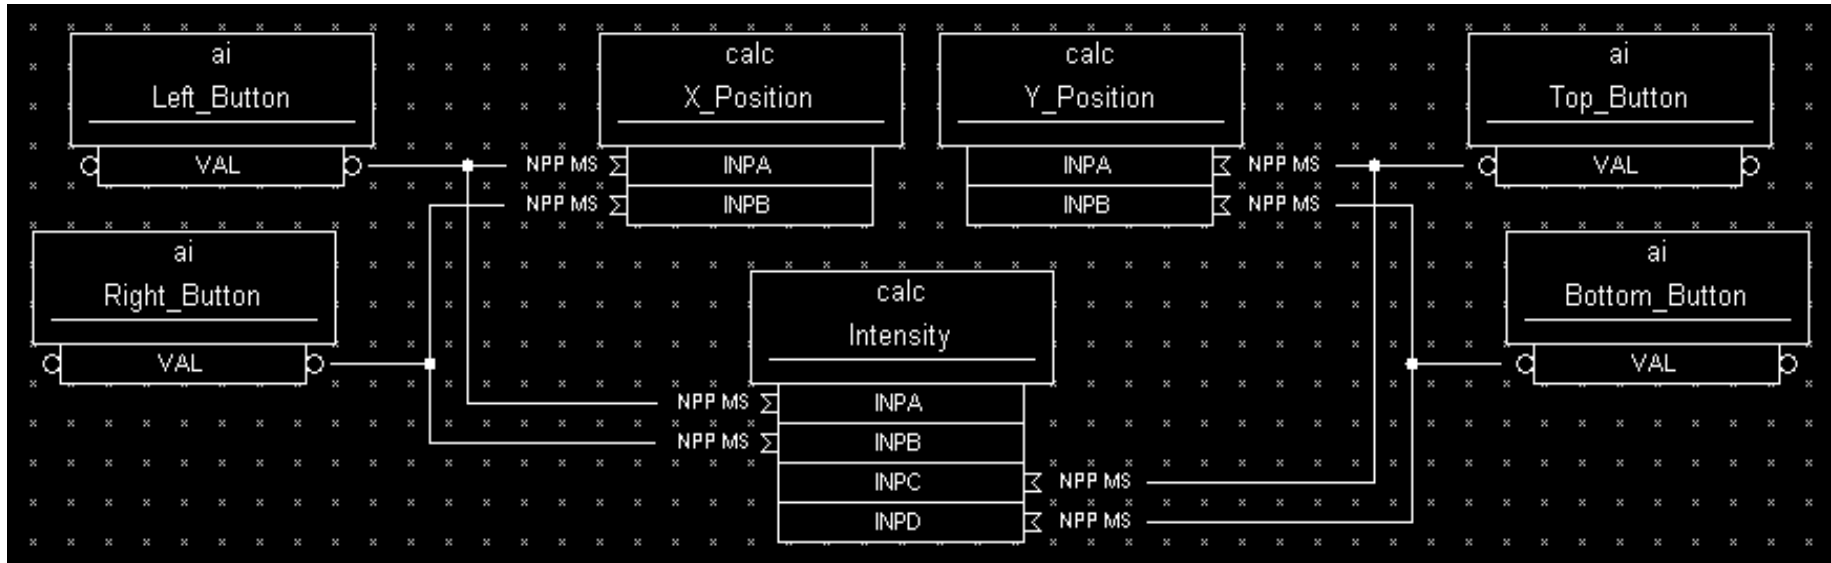 ai
Left_Button
VAL
calc
X_Position
NPP MS INPA
NPP MS INPB
calc
Y_Position
INPA NPP MS
INPB NPP MS
ai
Top_Button
VAL
ai
Right_Button
VAL
calc
Intensity
NPP MS INPA
NPP MS INPB
INPC NPP MS
INPD NPP MS
ai
Bottom_Button
VAL